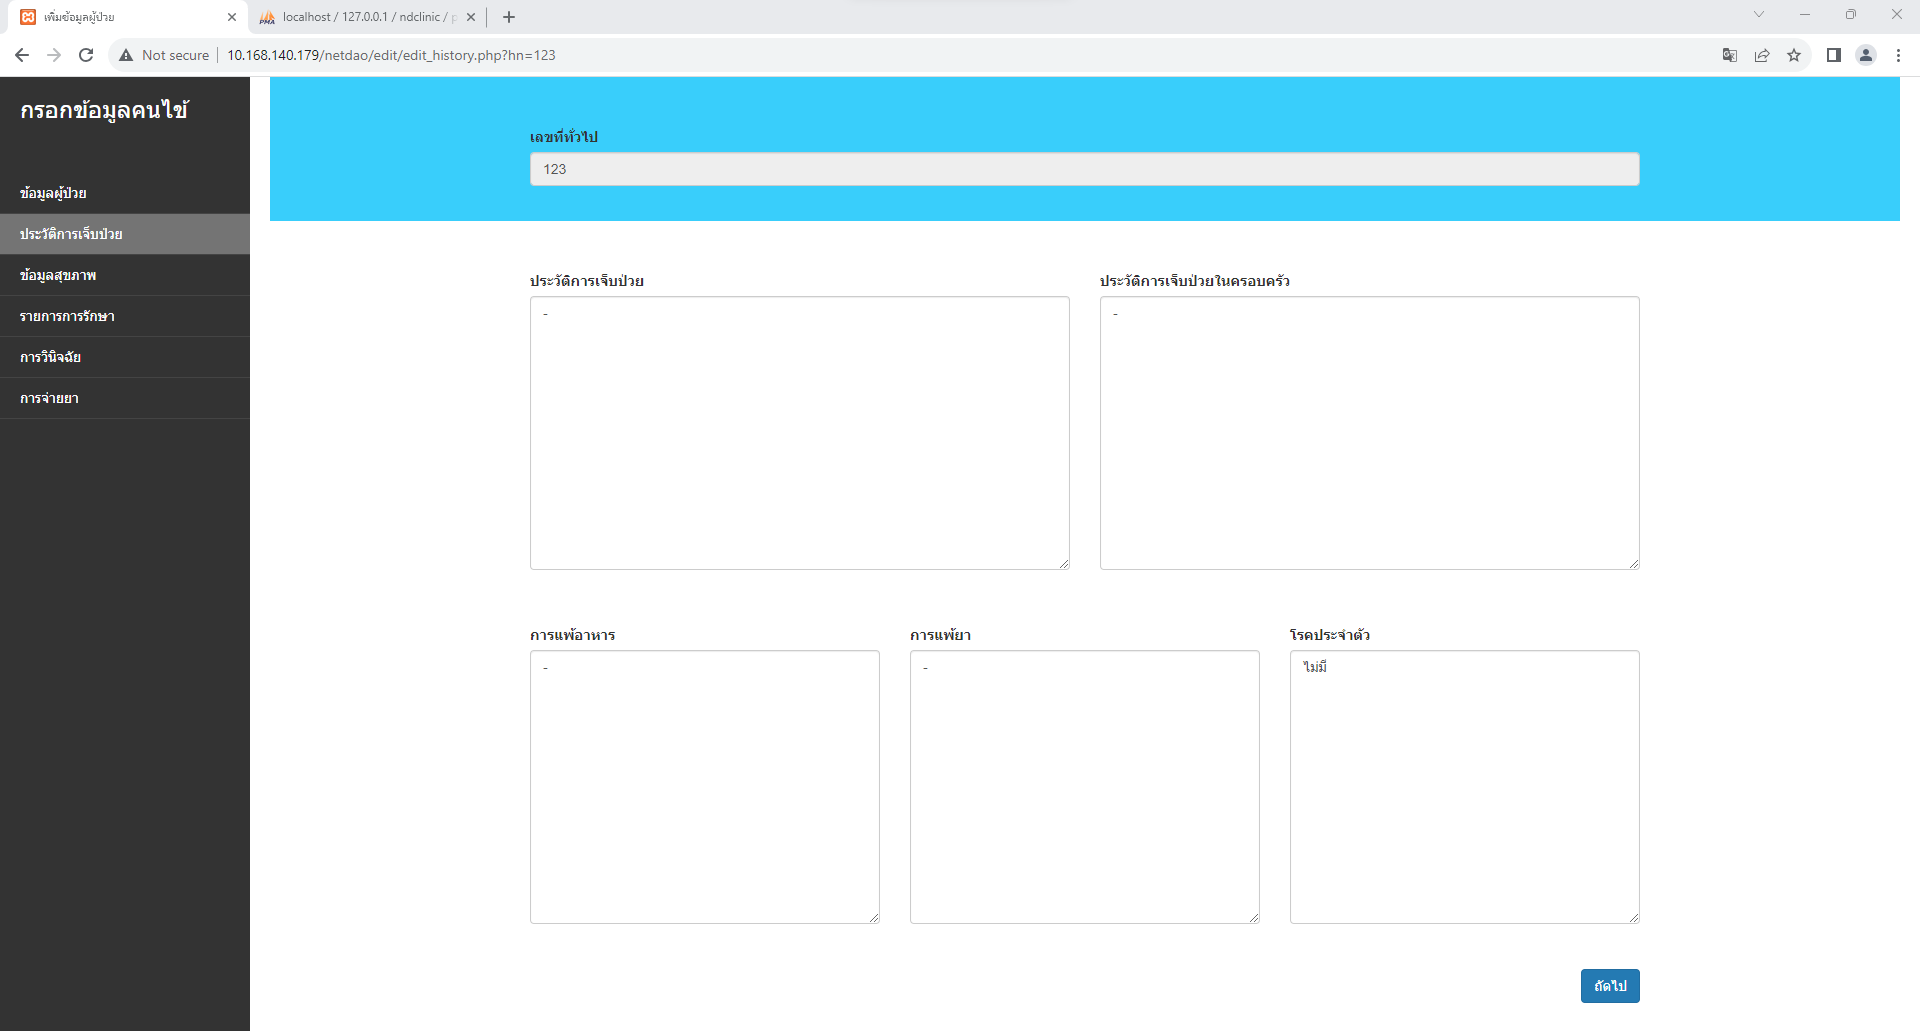 เพิ่มข้อมูลผู้ป่วย
PMA localhost / 127.0.0.1 / ndclinic / p
Not secure 10.168.140.179/netdao/edit/edit_history.php?hn=123
กรอกข้อมูลคนไข้
ข้อมูลผู้ป่วย
ประวัติการเจ็บป่วย
ข้อมูลสุขภาพ
รายการการรักษา
การวินิจฉัย
การจ่ายยา
เลขที่ทั่วไป
123
ประวัติการเจ็บป่วย
-
ประวัติการเจ็บป่วยในครอบครัว
-
การแพ้อาหาร
-
การแพ้ยา
-
โรคประจำตัว
ไม่มี
ถัดไป